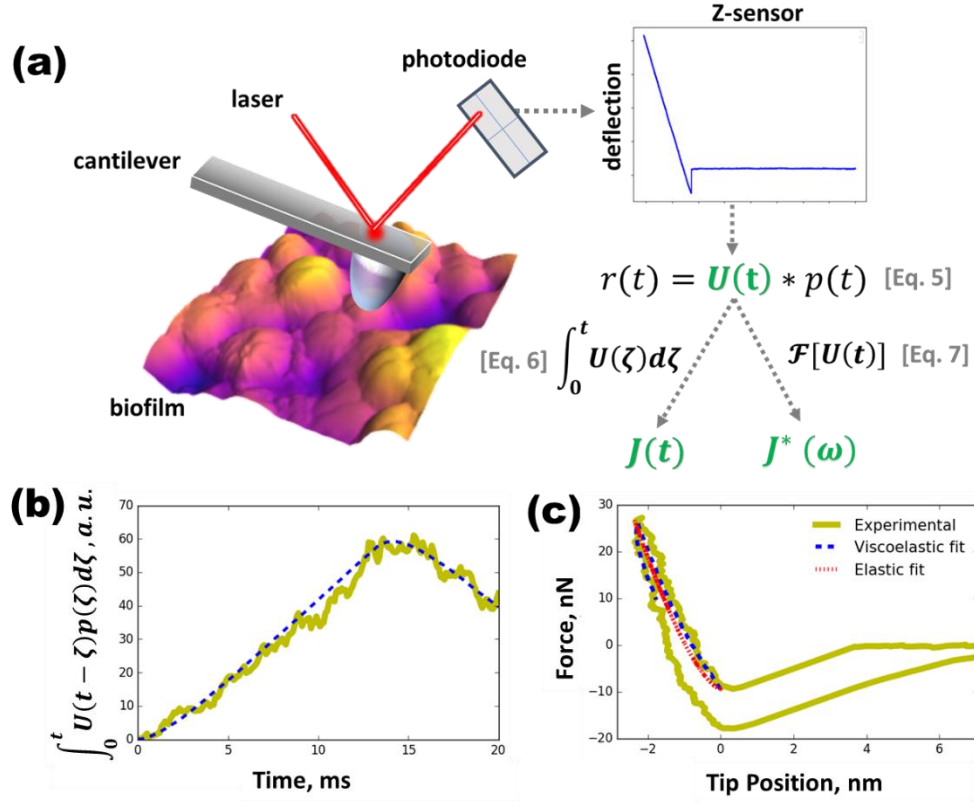 (a)
Z-sensor
photodiode
laser
deflection
cantilever
r(t) = U(t) * p(t) [Eq. 5]
[Eq. 6] ∫₀ᵗ U(ζ)dζ
ℱ[U(t)] [Eq. 7]
biofilm
J(t)
J* (ω)
(b)
∫₀ᵗ U(t − ζ)p(ζ)dζ, a.u.
70
60
50
40
30
20
10
0
0 5 10 15 20
Time, ms
(c)
Force, nN
30
20
10
0
−10
−20
Experimental
Viscoelastic fit
Elastic fit
−2 0 2 4 6
Tip Position, nm